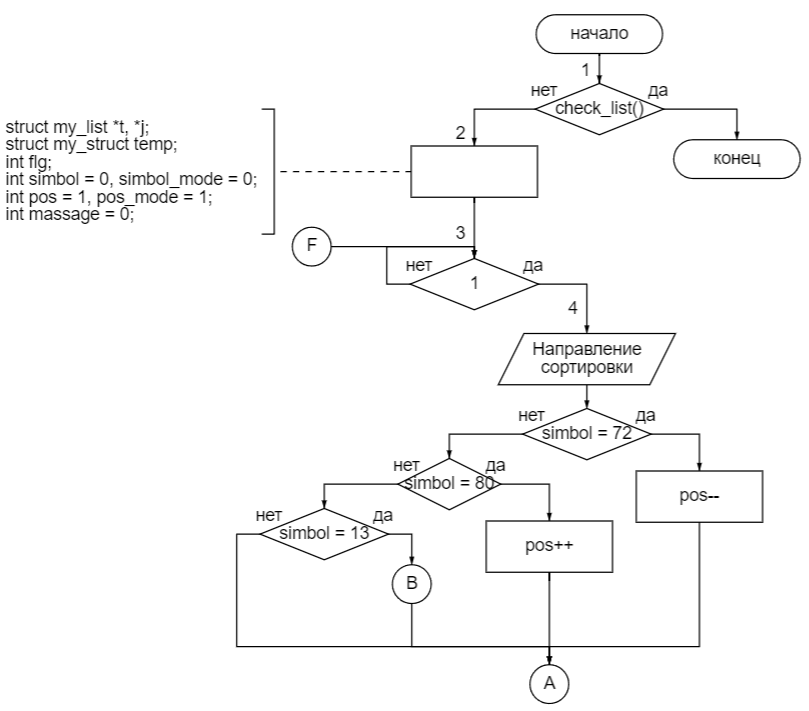 начало
1
нет
да
check_list()
конец
2
struct my_list *t, *j;
struct my_struct temp;
int flg;
int simbol = 0, simbol_mode = 0;
int pos = 1, pos_mode = 1;
int massage = 0;
3
F
нет
да
1
4
Направление
сортировки
нет
да
simbol = 72
нет
да
simbol = 80
pos--
нет
да
simbol = 13
pos++
B
A